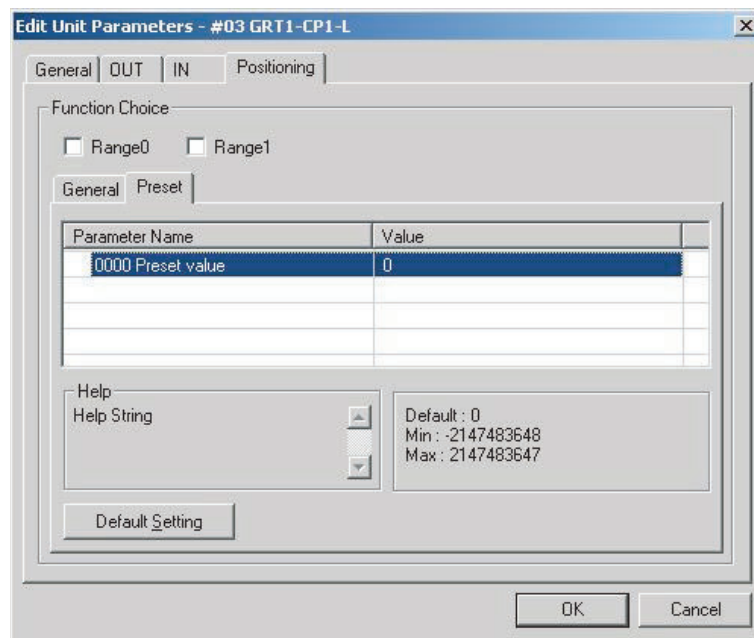 Edit Unit Parameters - #03 GRT1-CP1-L
General OUT IN Positioning
Function Choice
Range0 Range1
General Preset
Parameter Name Value
0000 Preset value 0
Help
Help String
Default : 0
Min : -2147483648
Max : 2147483647
Default Setting
OK Cancel